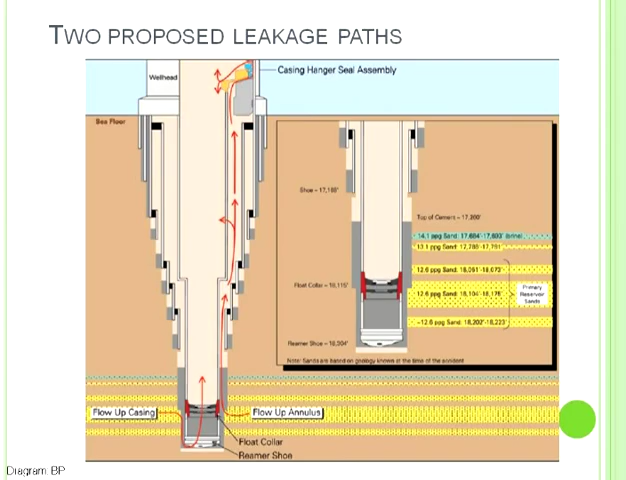 TWO PROPOSED LEAKAGE PATHS
Casing Hanger Seal Assembly
Wellhead
Sea Floor
Shoe = 17,168'
Top of Cement = 17,260'
14.1 ppg Sand: 17,684'-17,693' (brine)
13.1 ppg Sand: 17,788'-17,791'
12.6 ppg Sand: 18,051'-18,073'
Float Collar = 18,115'
12.6 ppg Sand: 18,104'-18,176'
Primary
Reservoir
Sands
~12.6 ppg Sand: 18,202'-18,223'
Reamer Shoe = 18,304'
Note: Sands are based on geology known at the time of the accident
Flow Up Casing
Flow Up Annulus
Float Collar
Reamer Shoe
Diagram: BP